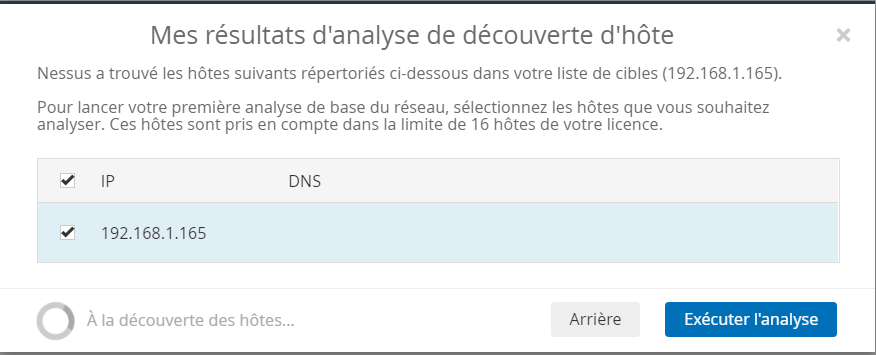 Mes résultats d'analyse de découverte d'hôte
Nessus a trouvé les hôtes suivants répertoriés ci-dessous dans votre liste de cibles (192.168.1.165).
Pour lancer votre première analyse de base du réseau, sélectionnez les hôtes que vous souhaitez
analyser. Ces hôtes sont pris en compte dans la limite de 16 hôtes de votre licence.
IP DNS
192.168.1.165
À la découverte des hôtes... Arrière Exécuter l'analyse